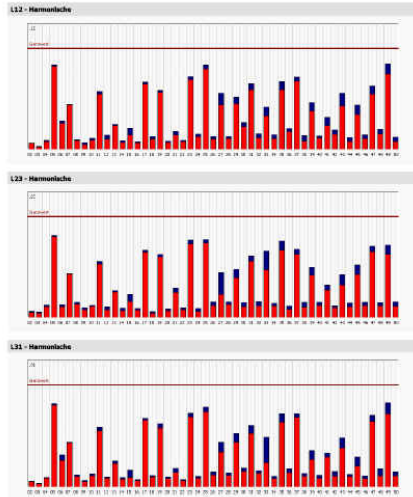 L12 - Harmonische
Grenzwert
02 03 04 05 06 07 08 09 10 11 12 13 14 15 16 17 18 19 20 21 22 23 24 25 26 27 28 29 30 31 32 33 34 35 36 37 38 39 40 41 42 43 44 45 46 47 48 49 50
L23 - Harmonische
Grenzwert
02 03 04 05 06 07 08 09 10 11 12 13 14 15 16 17 18 19 20 21 22 23 24 25 26 27 28 29 30 31 32 33 34 35 36 37 38 39 40 41 42 43 44 45 46 47 48 49 50
L31 - Harmonische
Grenzwert
02 03 04 05 06 07 08 09 10 11 12 13 14 15 16 17 18 19 20 21 22 23 24 25 26 27 28 29 30 31 32 33 34 35 36 37 38 39 40 41 42 43 44 45 46 47 48 49 50